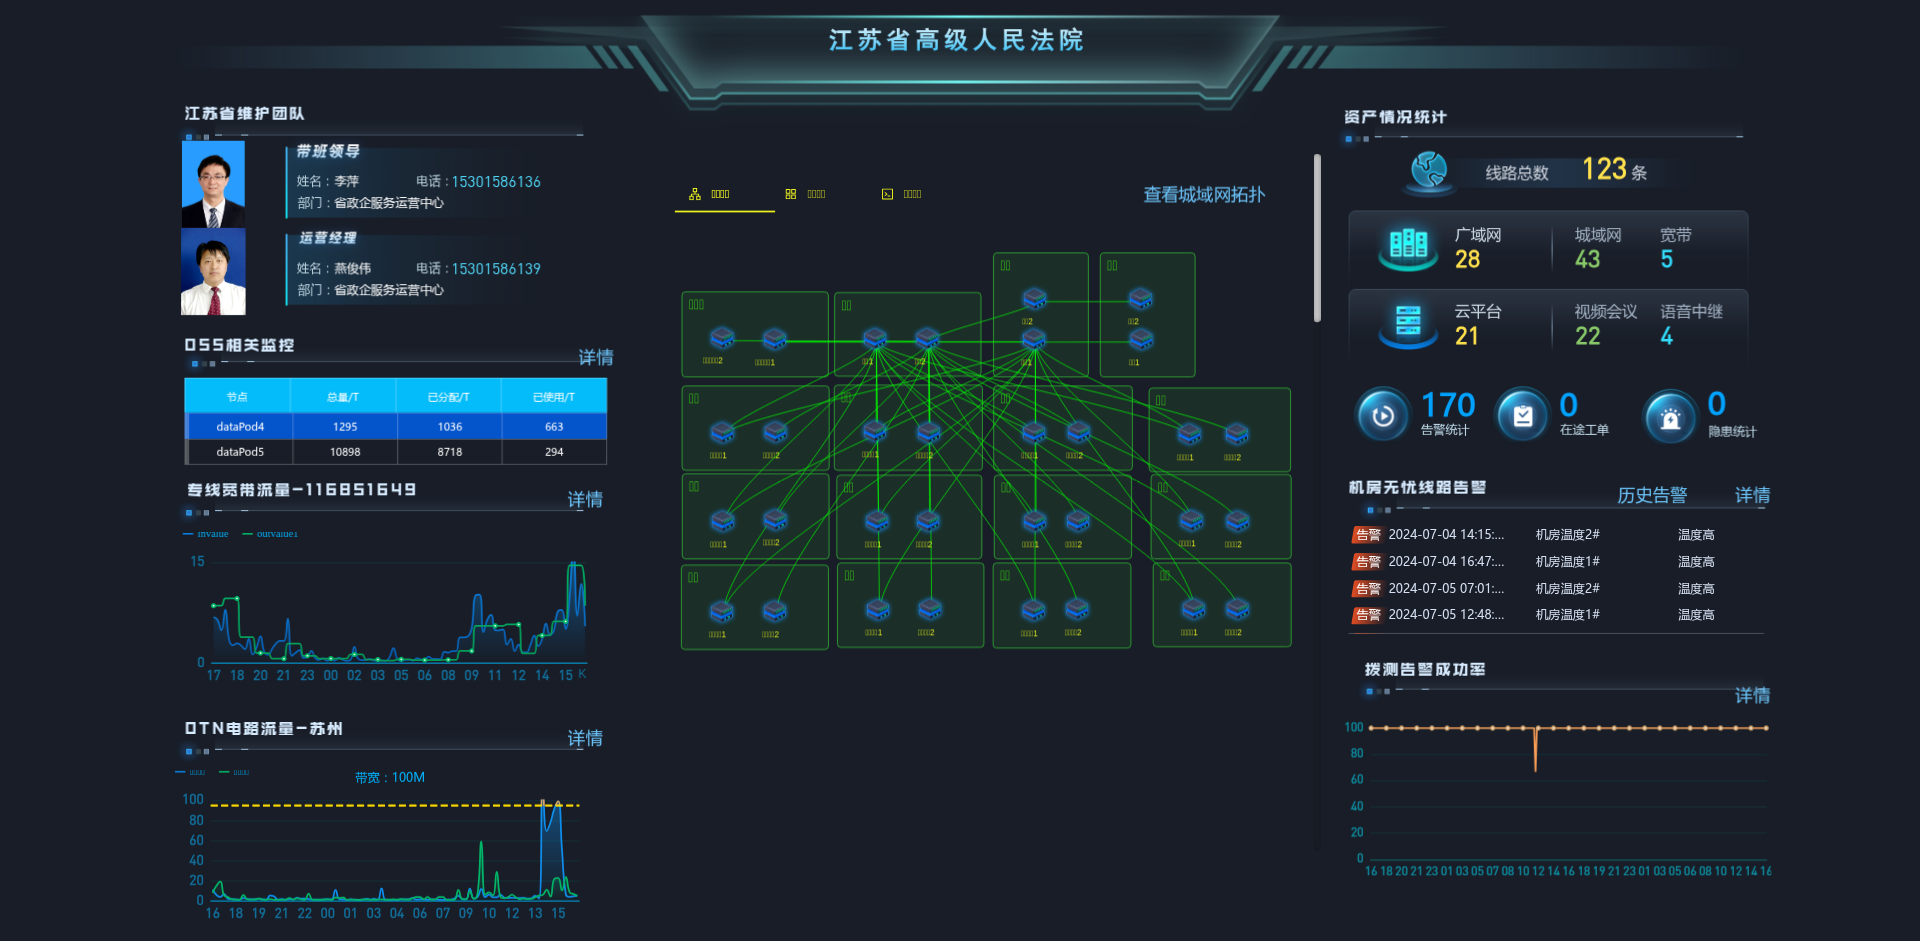 江苏省高级人民法院
江苏省维护团队
带班领导
姓名：李萍 电话：15301586136
部门：省政企服务运营中心
运营经理
姓名：燕俊伟 电话：15301586139
部门：省政企服务运营中心
OSS相关监控
详情
节点 总量/T 已分配/T 已使用/T
dataPod4 1295 1036 663
dataPod5 10898 8718 294
专线宽带流量-116851649
详情
invalue outvalue1
15
0
17 18 20 21 23 00 02 03 05 06 08 09 11 12 14 15 K
OTN电路流量-苏州
详情
带宽：100M
100
80
60
40
20
0
16 18 19 21 22 00 01 03 04 06 07 09 10 12 13 15
查看城域网拓扑
资产情况统计
线路总数 123 条
广域网 城域网 宽带
28 43 5
云平台 视频会议 语音中继
21 22 4
170 0 0
告警统计 在途工单 隐患统计
机房无忧线路告警
历史告警 详情
告警 2024-07-04 14:15:... 机房温度2# 温度高
告警 2024-07-04 16:47:... 机房温度1# 温度高
告警 2024-07-05 07:01:... 机房温度2# 温度高
告警 2024-07-05 12:48:... 机房温度1# 温度高
拨测告警成功率
详情
100
80
60
40
20
0
16 18 20 21 23 01 03 05 07 08 10 12 14 16 18 19 21 23 01 03 05 06 08 10 12 14 16